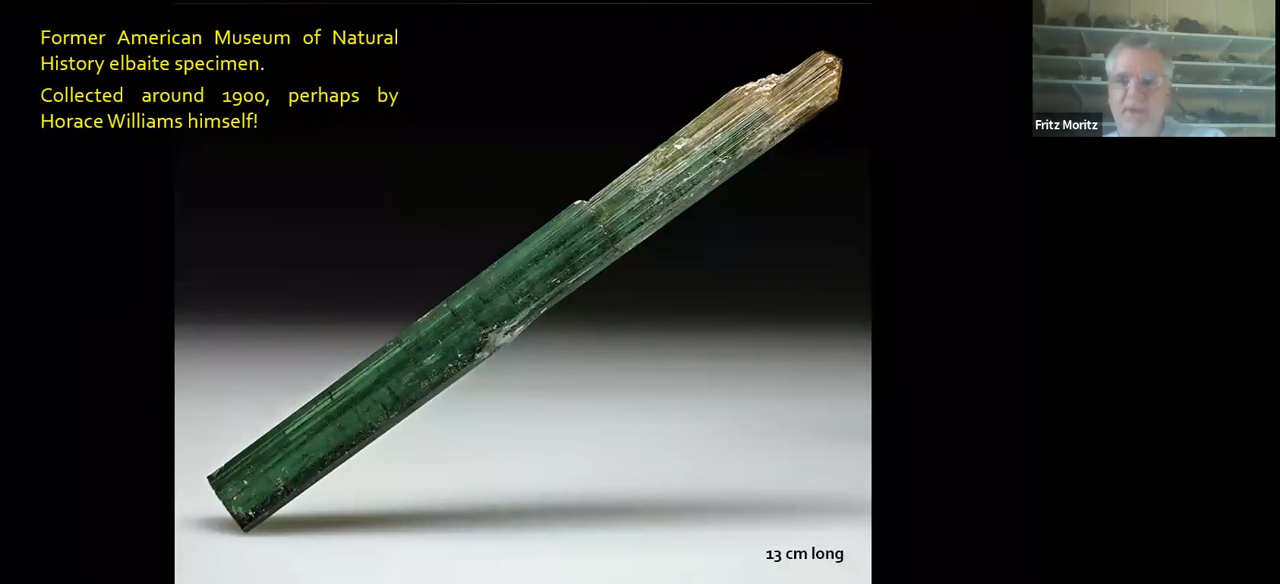 Former American Museum of Natural
History elbaite specimen.
Collected around 1900, perhaps by
Horace Williams himself!
Fritz Moritz
13 cm long